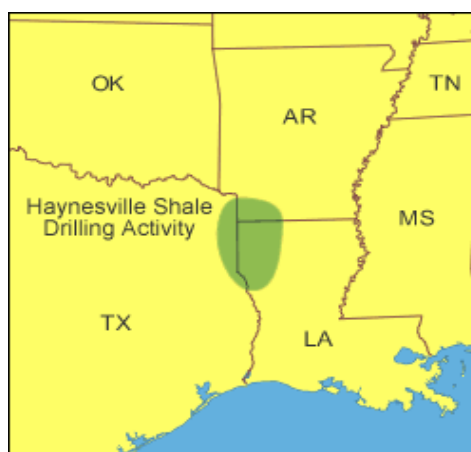 OK
TN
AR
Haynesville Shale
Drilling Activity
MS
TX
LA